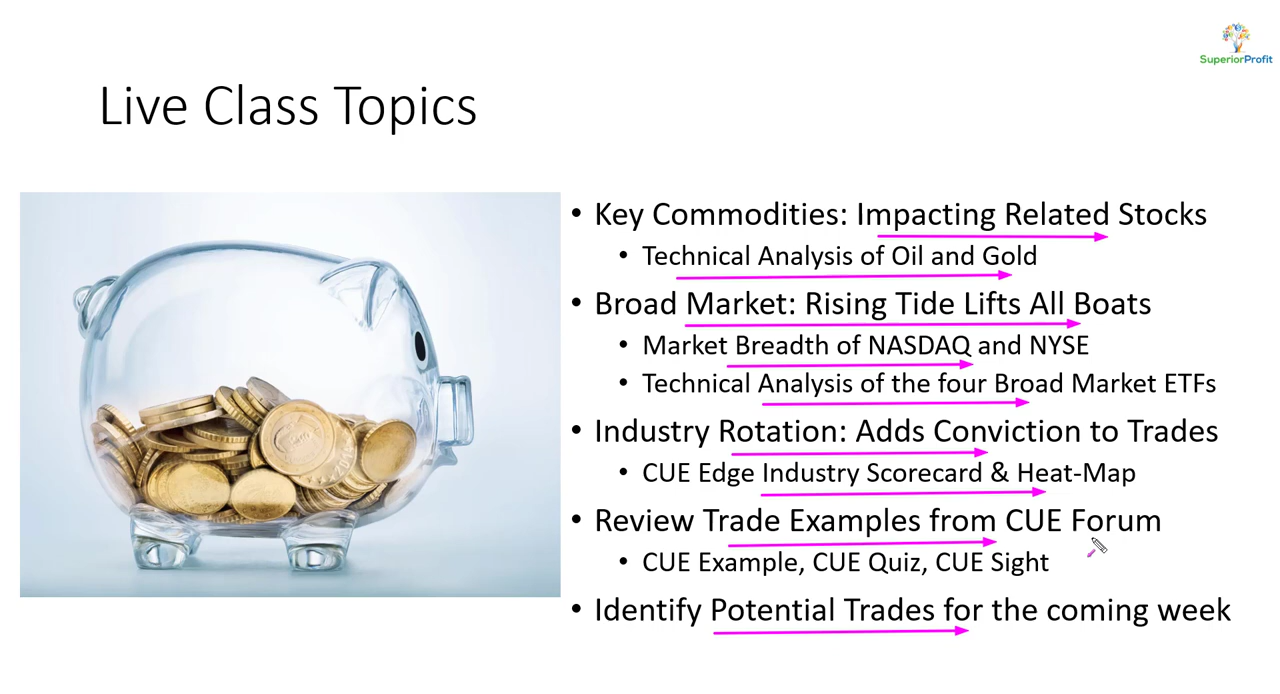 SuperiorProfit
Live Class Topics
• Key Commodities: Impacting Related Stocks
• Technical Analysis of Oil and Gold
• Broad Market: Rising Tide Lifts All Boats
• Market Breadth of NASDAQ and NYSE
• Technical Analysis of the four Broad Market ETFs
• Industry Rotation: Adds Conviction to Trades
• CUE Edge Industry Scorecard & Heat-Map
• Review Trade Examples from CUE Forum
• CUE Example, CUE Quiz, CUE Sight
• Identify Potential Trades for the coming week